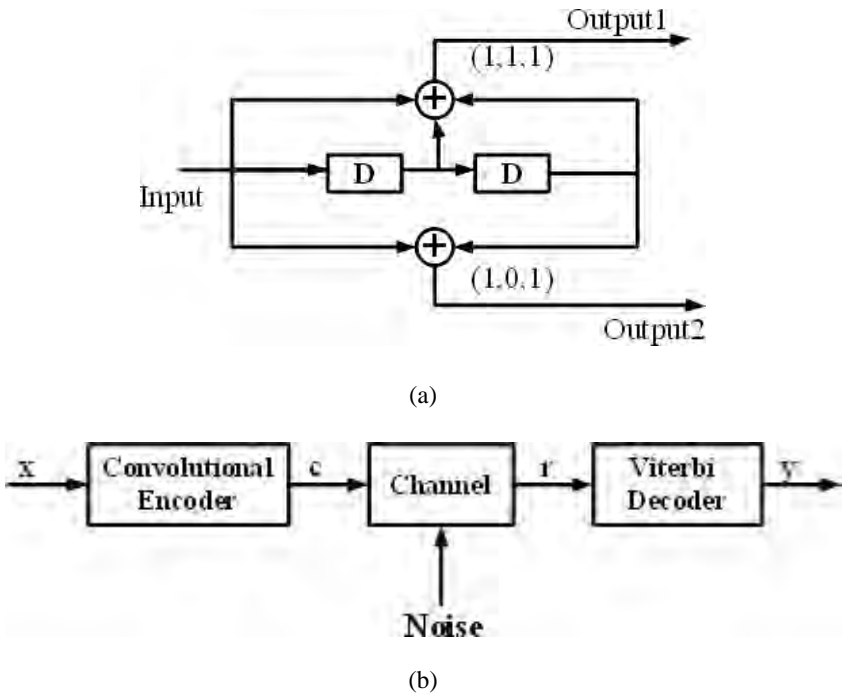 Output1
(1,1,1)
D
D
Input
(1,0,1)
Output2
(a)
x
Convolutional
Encoder
c
Channel
r
Viterbi
Decoder
y
Noise
(b)